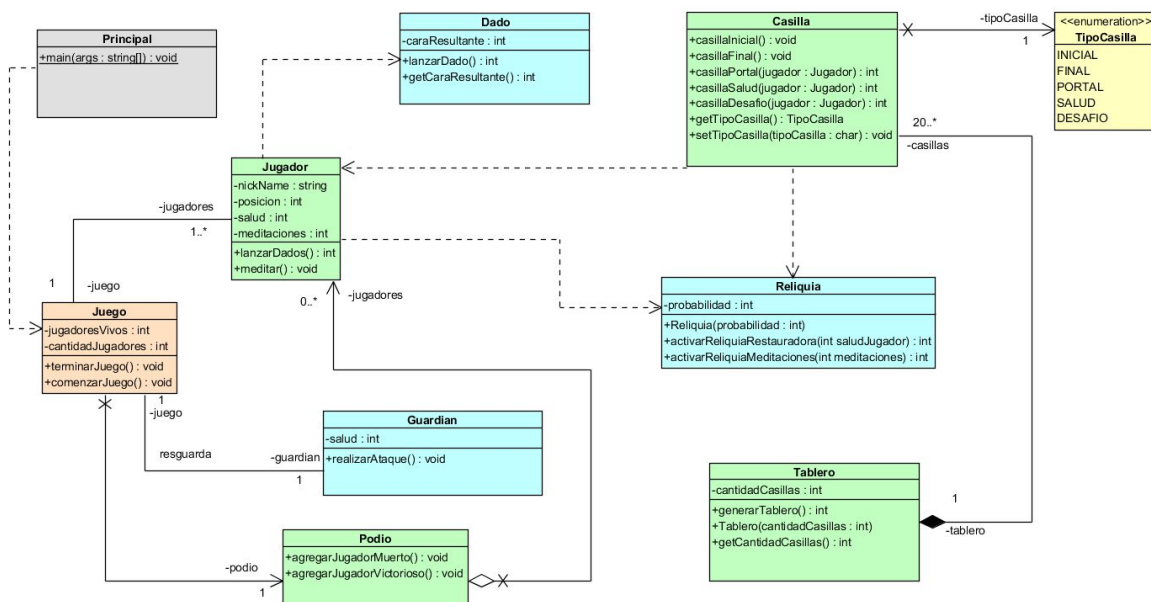 Principal
+main(args : string[]) : void
Dado
-caraResultante : int
+lanzarDado() : int
+getCaraResultante() : int
Casilla
+casillaInicial() : void
+casillaFinal() : void
+casillaPortal(jugador : Jugador) : int
+casillaSalud(jugador : Jugador) : int
+casillaDesafio(jugador : Jugador) : int
+getTipoCasilla() : TipoCasilla
+setTipoCasilla(tipoCasilla : char) : void
-tipoCasilla
1
<<enumeration>>
TipoCasilla
INICIAL
FINAL
PORTAL
SALUD
DESAFIO
20..*
-casillas
Jugador
-nickName : string
-posicion : int
-salud : int
-meditaciones : int
+lanzarDados() : int
+meditar() : void
-jugadores
1..*
1
-juego
0..*
-jugadores
Reliquia
-probabilidad : int
+Reliquia(probabilidad : int)
+activarReliquiaRestauradora(int saludJugador) : int
+activarReliquiaMeditaciones(int meditaciones) : int
Juego
-jugadoresVivos : int
-cantidadJugadores : int
+terminarJuego() : void
+comenzarJuego() : void
1
-juego
resguarda
-guardian
1
Guardian
-salud : int
+realizarAtaque() : void
Tablero
-cantidadCasillas : int
+generarTablero() : int
+Tablero(cantidadCasillas : int)
+getCantidadCasillas() : int
1
-tablero
Podio
+agregarJugadorMuerto() : void
+agregarJugadorVictorioso() : void
-podio
1